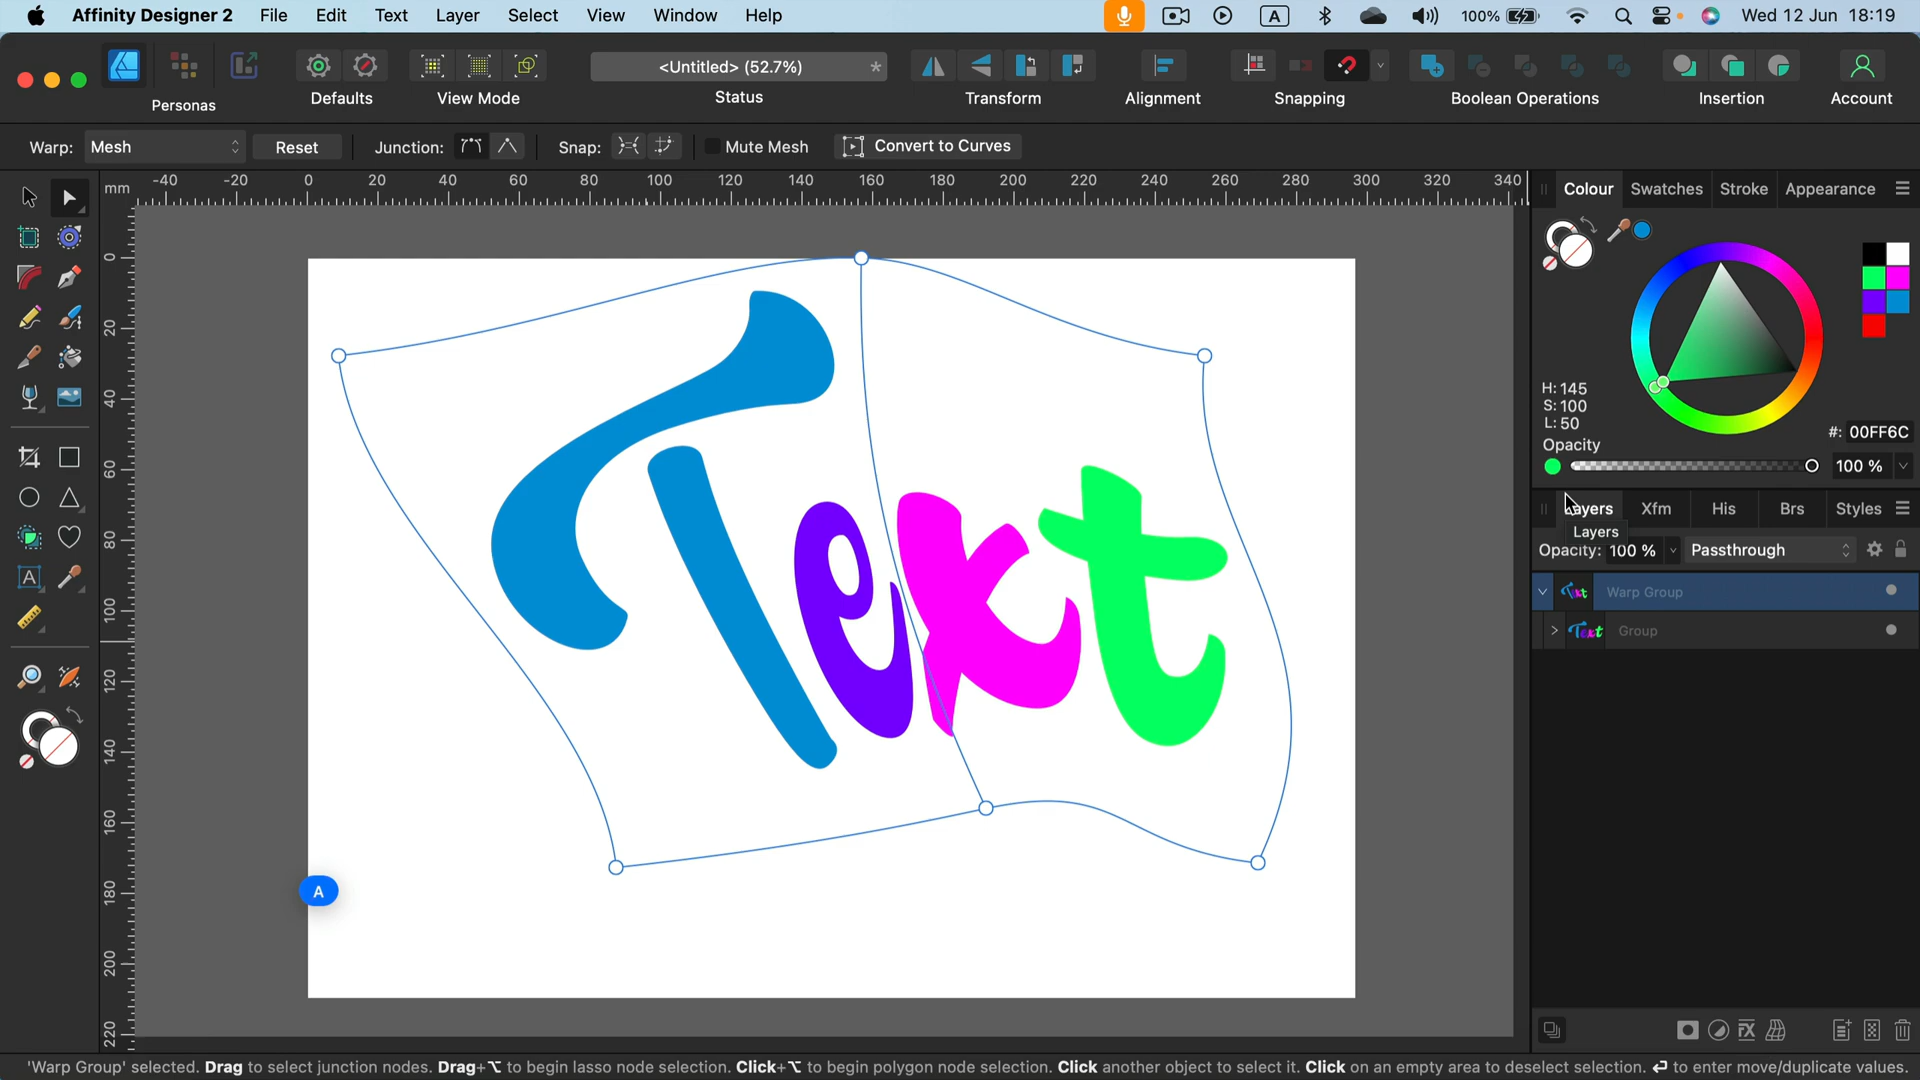 Affinity Designer 2 File Edit Text Layer Select View Window Help A 100% Wed 12 Jun 18:19
<Untitled> (52.7%) *
Personas Defaults View Mode Status Transform Alignment Snapping Boolean Operations Insertion Account
Warp: Mesh Reset Junction: Snap: Mute Mesh Convert to Curves
mm -40 -20 0 20 40 60 80 100 120 140 160 180 200 220 240 260 280 300 320 340
0 20 40 60 80 100 120 140 160 180 200 220
Colour Swatches Stroke Appearance
H: 145
S: 100
L: 50
#: 00FF6C
Opacity
100 %
Layers Xfm His Brs Styles
Layers
Opacity: 100 % Passthrough
Text Warp Group
Text Group
Text
A
A
FX
'Warp Group' selected. Drag to select junction nodes. Drag+⌥ to begin lasso node selection. Click+⌥ to begin polygon node selection. Click another object to select it. Click on an empty area to deselect selection. ⏎ to enter move/duplicate values.